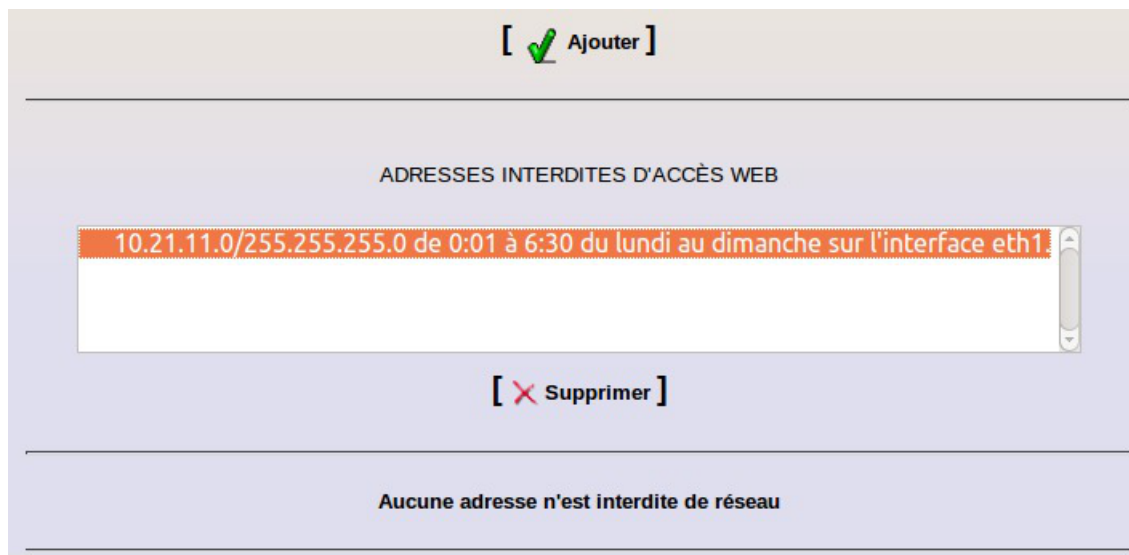 [ Ajouter ]
ADRESSES INTERDITES D'ACCÈS WEB
10.21.11.0/255.255.255.0 de 0:01 à 6:30 du lundi au dimanche sur l'interface eth1.
[ Supprimer ]
Aucune adresse n'est interdite de réseau